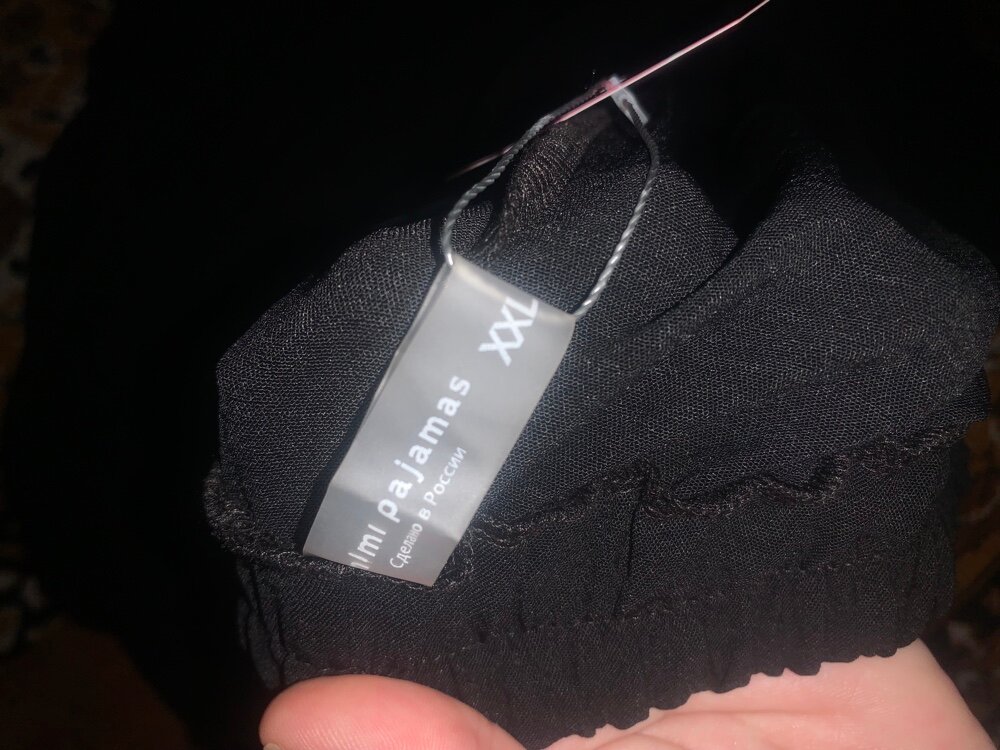 XXL
pajamas
Сделано в России